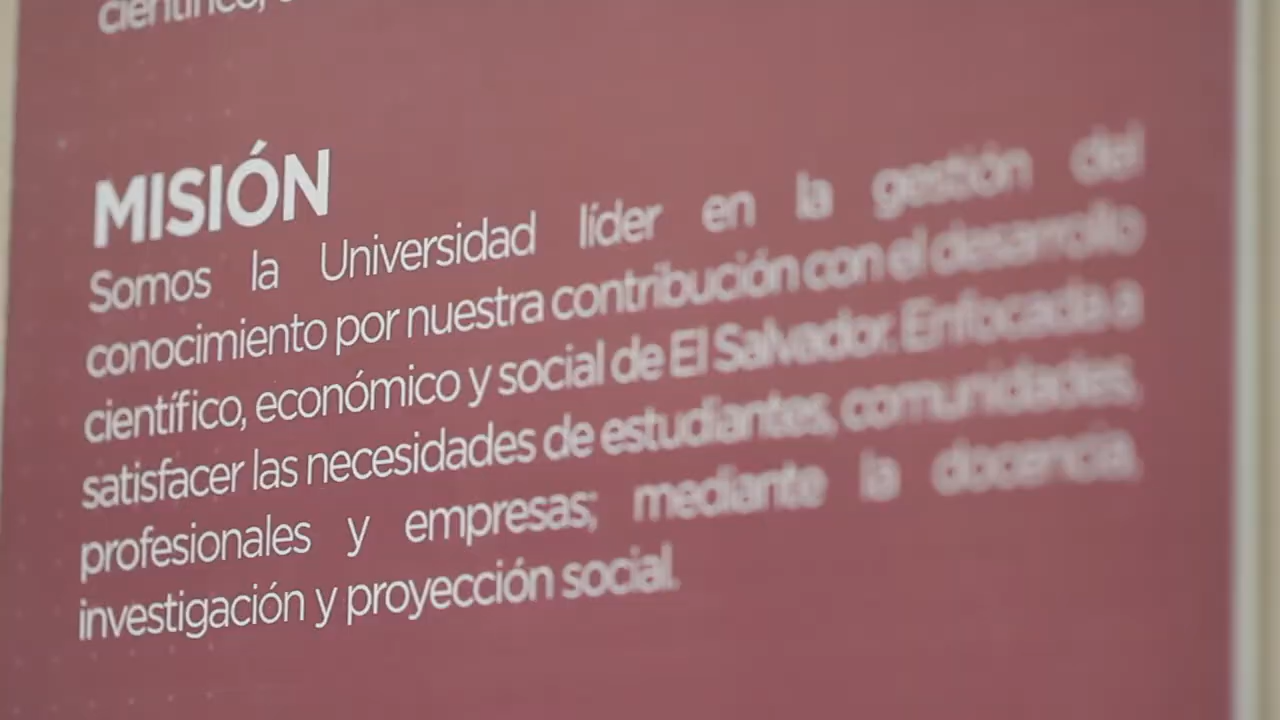 científico,
MISIÓN
Somos la Universidad líder en la gestión del
conocimiento por nuestra contribución con el desarrollo
científico, económico y social de El Salvador. Enfocada a
satisfacer las necesidades de estudiantes, comunidades,
profesionales y empresas; mediante la docencia,
investigación y proyección social.